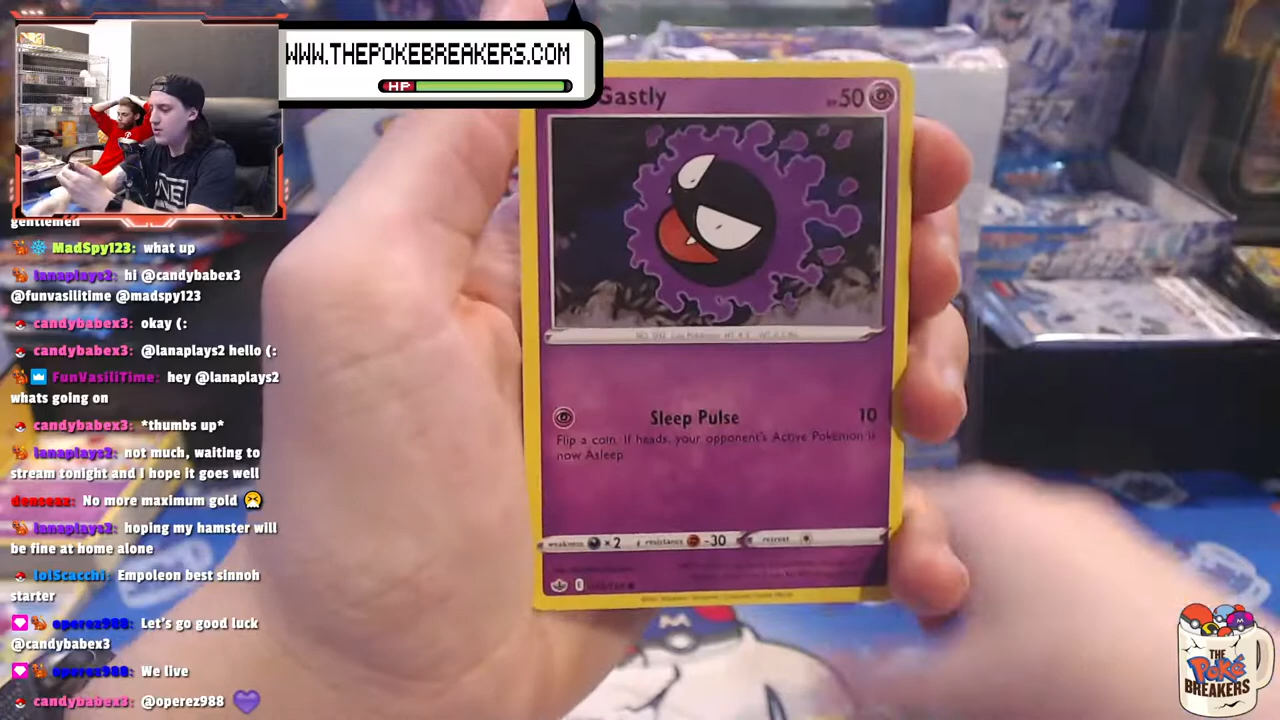 WWW.THEPOKEBREAKERS.COM
HP
Gastly
50
Sleep Pulse 10
Flip a coin. If heads, your opponent's Active Pokémon is
now Asleep
weakness ×2 resistance -30 retreat
gentlemen
MadSpy123: what up
lanaplays2: hi @candybabex3
@funvasilitime @madspy123
candybabex3: okay (:
candybabex3: @lanaplays2 hello (:
FunVasiliTime: hey @lanaplays2
whats going on
candybabex3: *thumbs up*
lanaplays2: not much, waiting to
stream tonight and I hope it goes well
denseaz: No more maximum gold
lanaplays2: hoping my hamster will
be fine at home alone
lolScacchi: Empoleon best sinnoh
starter
operez988: Let's go good luck
@candybabex3
operez988: We live
candybabex3: @operez988
THE
Poké
BREAKERS